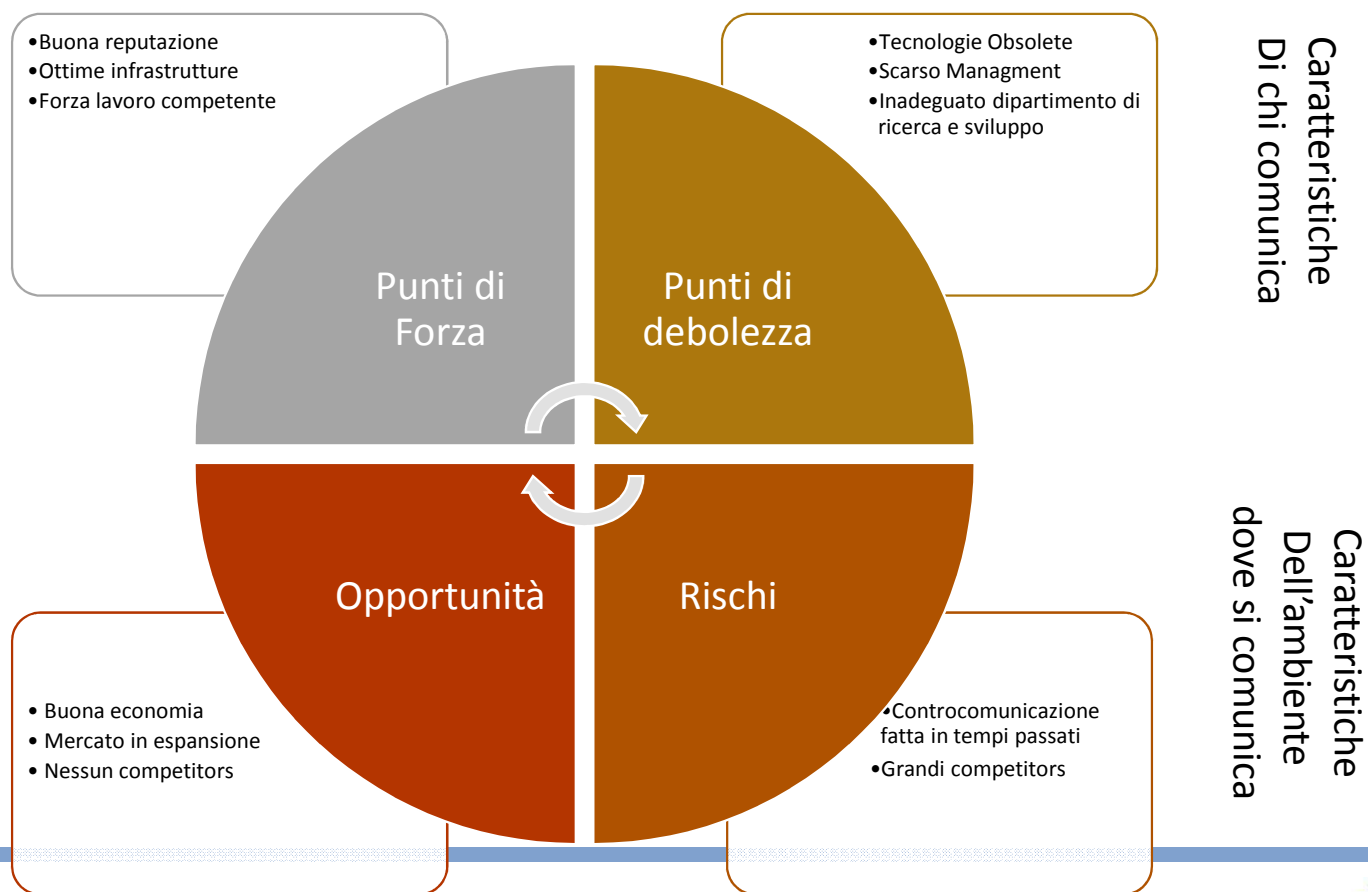 •Buona reputazione
•Ottime infrastrutture
•Forza lavoro competente
•Tecnologie Obsolete
•Scarso Managment
•Inadeguato dipartimento di
ricerca e sviluppo
Caratteristiche
Di chi comunica
Punti di
Forza
Punti di
debolezza
Opportunità
Rischi
• Buona economia
• Mercato in espansione
• Nessun competitors
•Controcomunicazione
fatta in tempi passati
•Grandi competitors
Caratteristiche
Dell'ambiente
dove si comunica